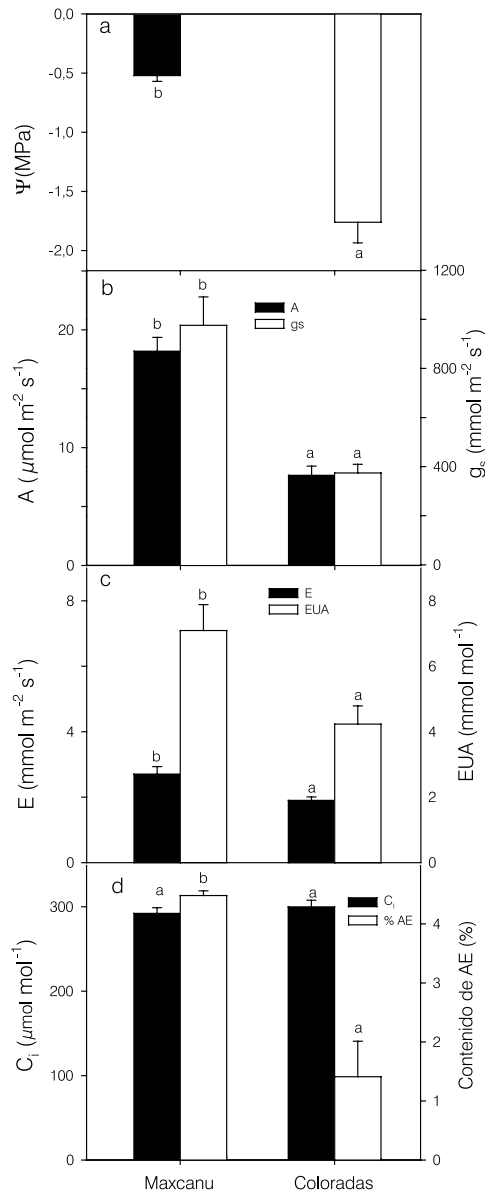 a
0,0
-0,5
-1,0
-1,5
-2,0
Ψ(MPa)
b
a
b
A
gs
20
10
0
A ( μmol m⁻² s⁻¹)
1200
800
400
0
gₛ (mmol m⁻² s⁻¹)
b
b
a
a
c
E
EUA
8
4
0
E (mmol m⁻² s⁻¹)
8
6
4
2
0
EUA (mmol mol⁻¹)
b
b
a
a
d
Cᵢ
% AE
300
200
100
0
Cᵢ (μmol mol⁻¹)
4
2
1
0
Contenido de AE (%)
a
b
a
a
Maxcanu
Coloradas